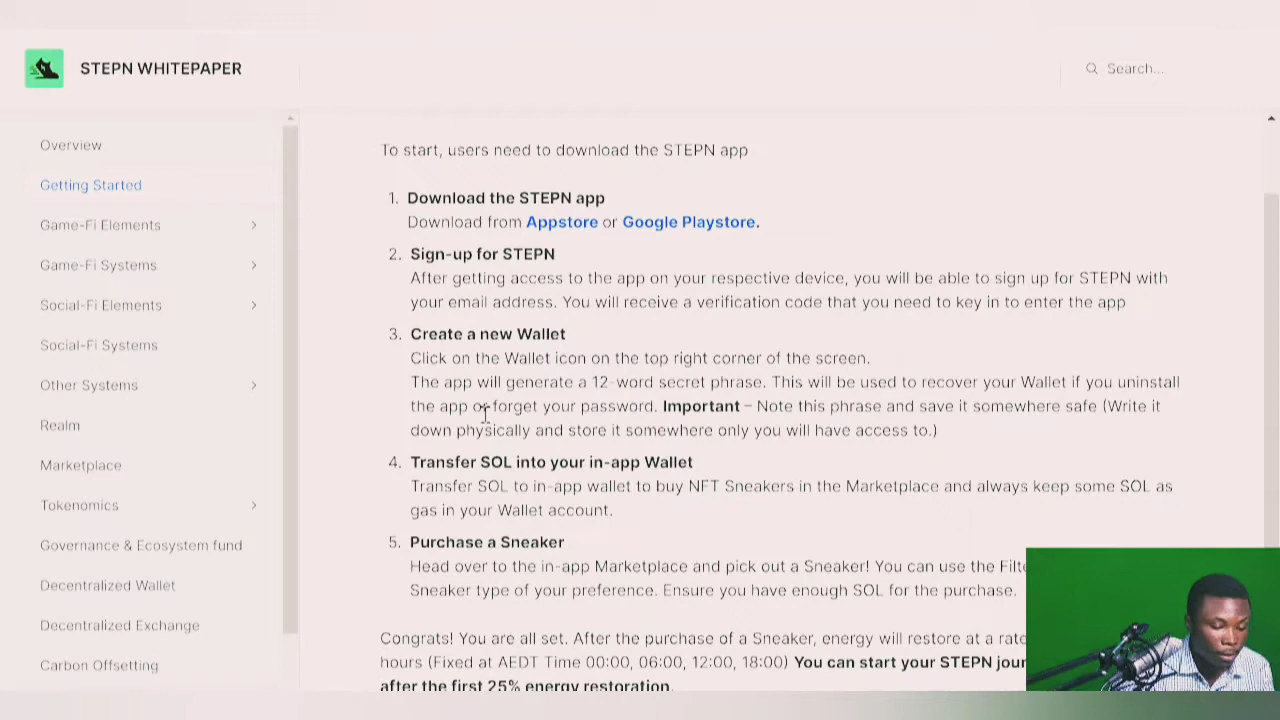 STEPN WHITEPAPER
Search...
Overview
Getting Started
Game-Fi Elements
Game-Fi Systems
Social-Fi Elements
Social-Fi Systems
Other Systems
Realm
Marketplace
Tokenomics
Governance & Ecosystem fund
Decentralized Wallet
Decentralized Exchange
Carbon Offsetting
To start, users need to download the STEPN app
1. Download the STEPN app
Download from Appstore or Google Playstore.
2. Sign-up for STEPN
After getting access to the app on your respective device, you will be able to sign up for STEPN with
your email address. You will receive a verification code that you need to key in to enter the app
3. Create a new Wallet
Click on the Wallet icon on the top right corner of the screen.
The app will generate a 12-word secret phrase. This will be used to recover your Wallet if you uninstall
the app or forget your password. Important – Note this phrase and save it somewhere safe (Write it
down physically and store it somewhere only you will have access to.)
4. Transfer SOL into your in-app Wallet
Transfer SOL to in-app wallet to buy NFT Sneakers in the Marketplace and always keep some SOL as
gas in your Wallet account.
5. Purchase a Sneaker
Head over to the in-app Marketplace and pick out a Sneaker! You can use the Filte
Sneaker type of your preference. Ensure you have enough SOL for the purchase.
Congrats! You are all set. After the purchase of a Sneaker, energy will restore at a rate
hours (Fixed at AEDT Time 00:00, 06:00, 12:00, 18:00) You can start your STEPN jour
after the first 25% energy restoration.